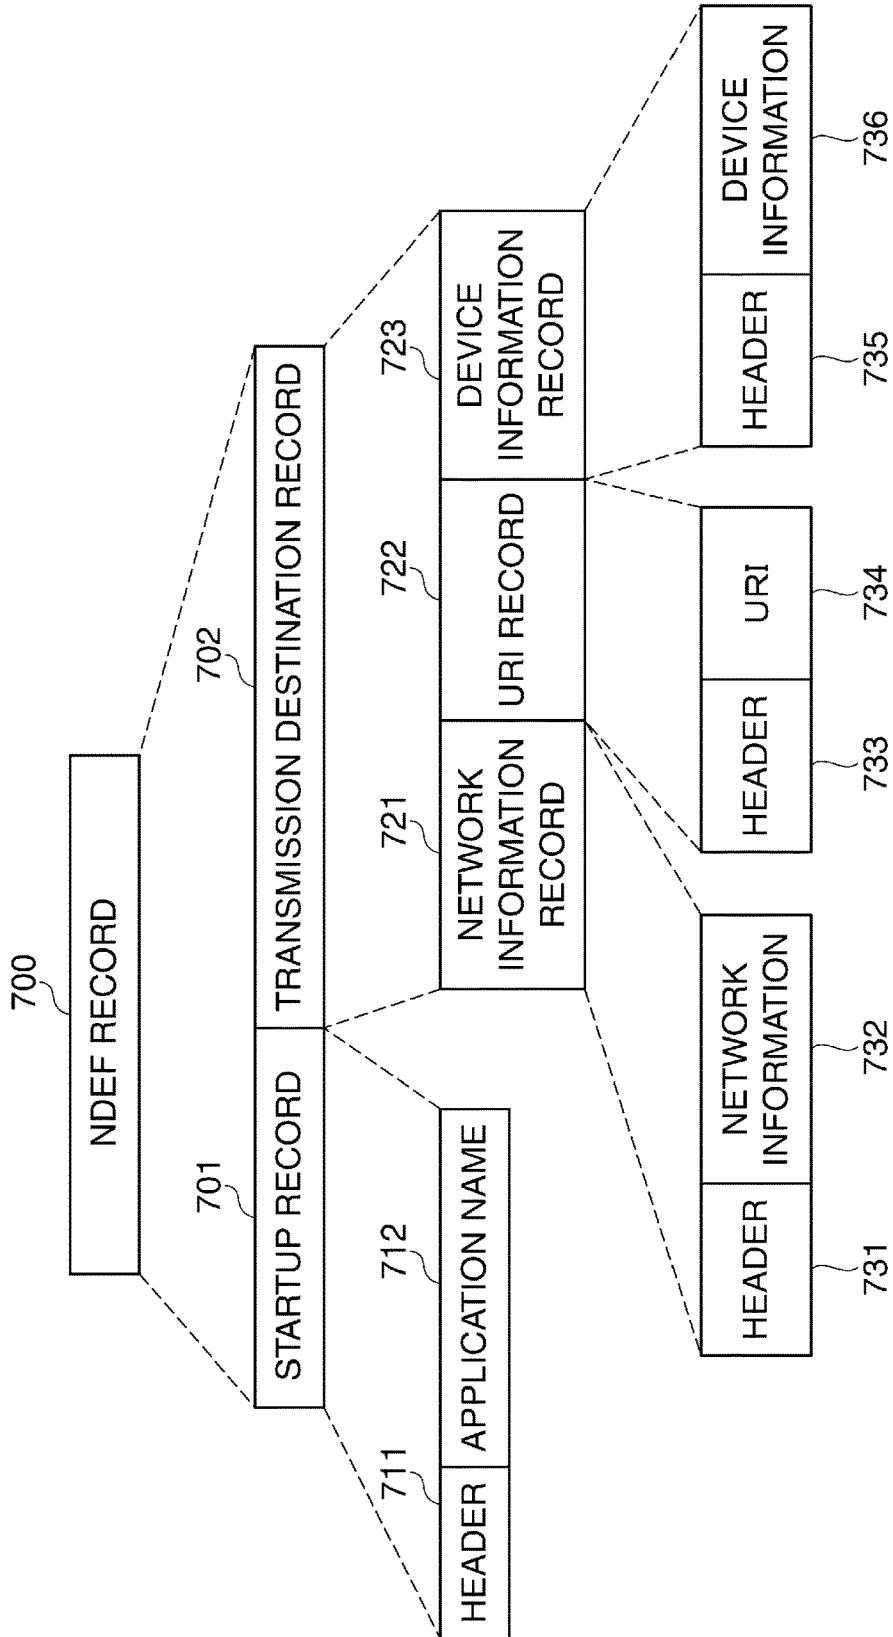 700
NDEF RECORD
701
702
STARTUP RECORD
TRANSMISSION DESTINATION RECORD
711
712
721
722
723
HEADER
APPLICATION NAME
NETWORK
INFORMATION
RECORD
URI RECORD
DEVICE
INFORMATION
RECORD
HEADER
NETWORK
INFORMATION
HEADER
URI
HEADER
DEVICE
INFORMATION
731
732
733
734
735
736